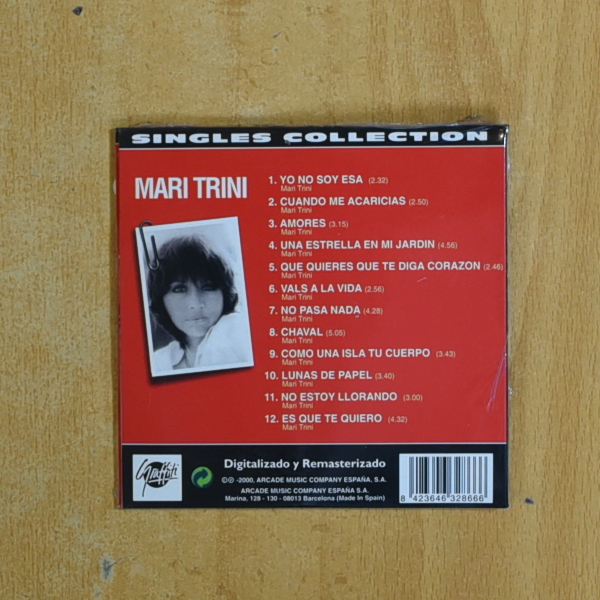 SINGLES COLLECTION
MARI TRINI
1. YO NO SOY ESA (2.32)
Mari Trini
2. CUANDO ME ACARICIAS (2.50)
Mari Trini
3. AMORES (3.15)
Mari Trini
4. UNA ESTRELLA EN MI JARDIN (4.56)
Mari Trini
5. QUE QUIERES QUE TE DIGA CORAZON (2.46)
Mari Trini
6. VALS A LA VIDA (2.56)
Mari Trini
7. NO PASA NADA (4.28)
Mari Trini
8. CHAVAL (5.05)
Mari Trini
9. COMO UNA ISLA TU CUERPO (3.43)
Mari Trini
10. LUNAS DE PAPEL (3.40)
Mari Trini
11. NO ESTOY LLORANDO (3.00)
Mari Trini
12. ES QUE TE QUIERO (4.32)
Mari Trini
Graffiti
Digitalizado y Remasterizado
©℗ -2000, ARCADE MUSIC COMPANY ESPAÑA, S.A.
ARCADE MUSIC COMPANY ESPAÑA S.A.
Marina, 128 - 130 - 08013 Barcelona (Made In Spain)
8 423646 328666